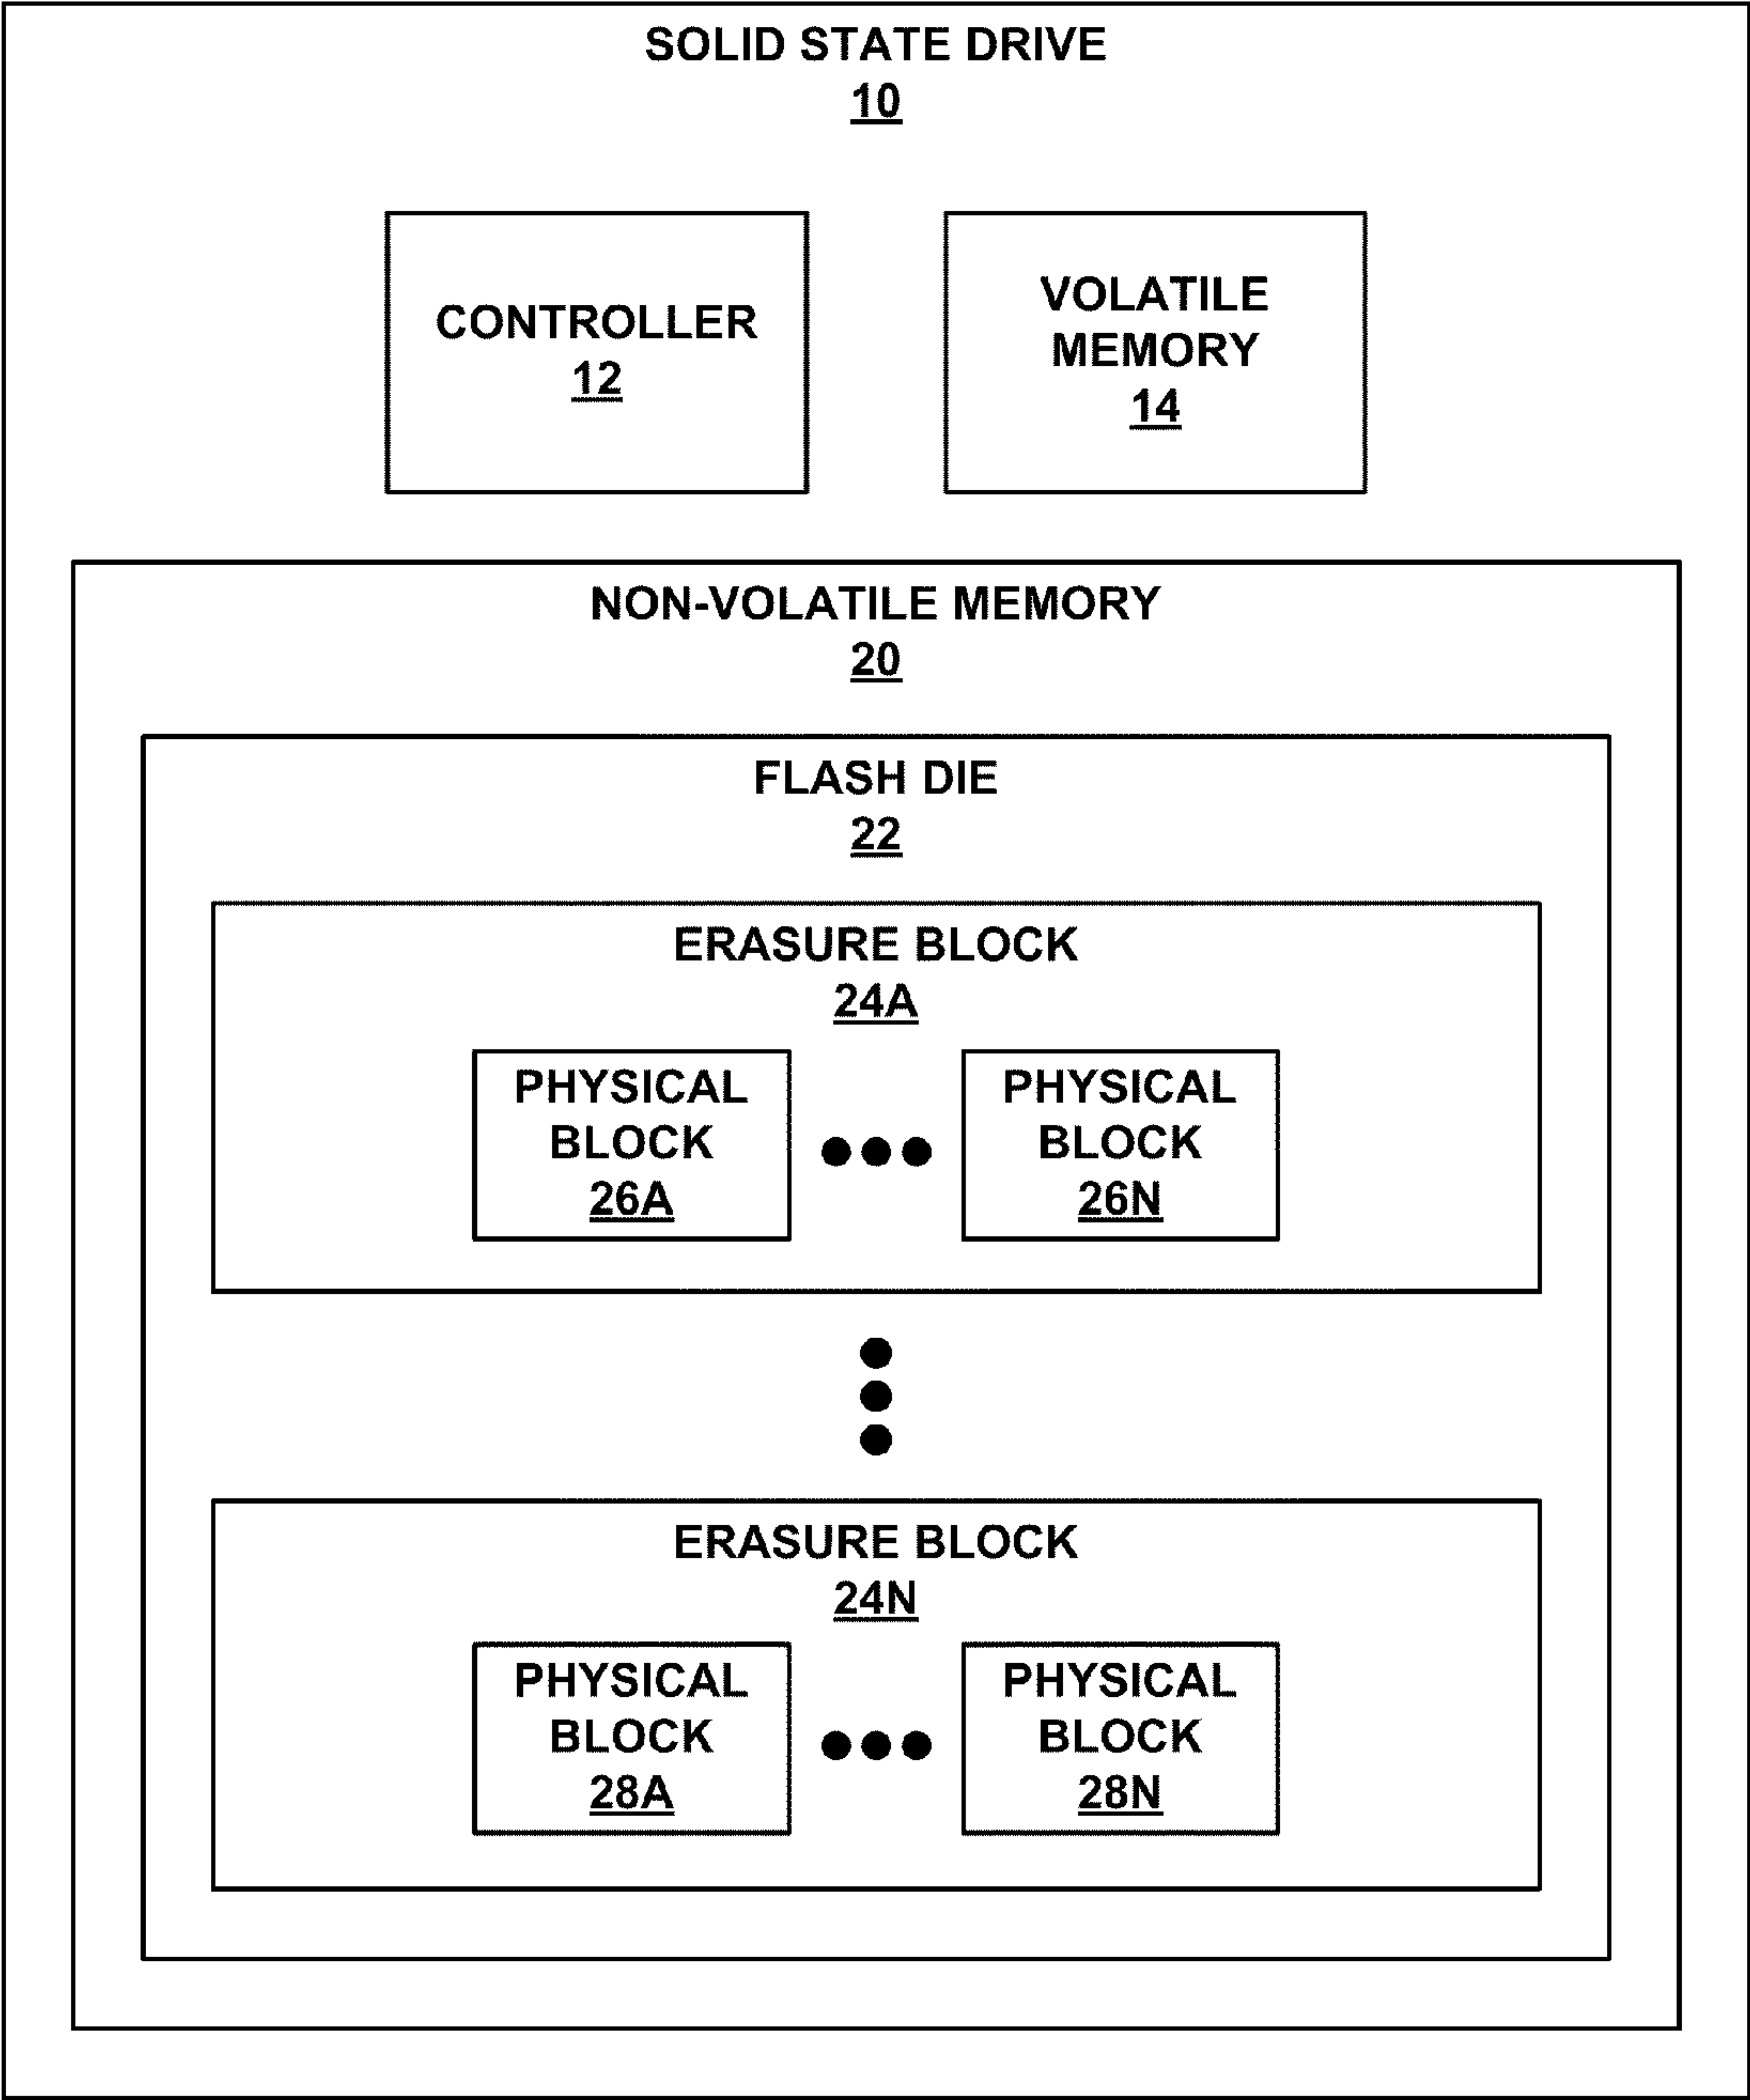 SOLID STATE DRIVE
10
CONTROLLER
12
VOLATILE
MEMORY
14
NON-VOLATILE MEMORY
20
FLASH DIE
22
ERASURE BLOCK
24A
PHYSICAL
BLOCK
26A
PHYSICAL
BLOCK
26N
ERASURE BLOCK
24N
PHYSICAL
BLOCK
28A
PHYSICAL
BLOCK
28N